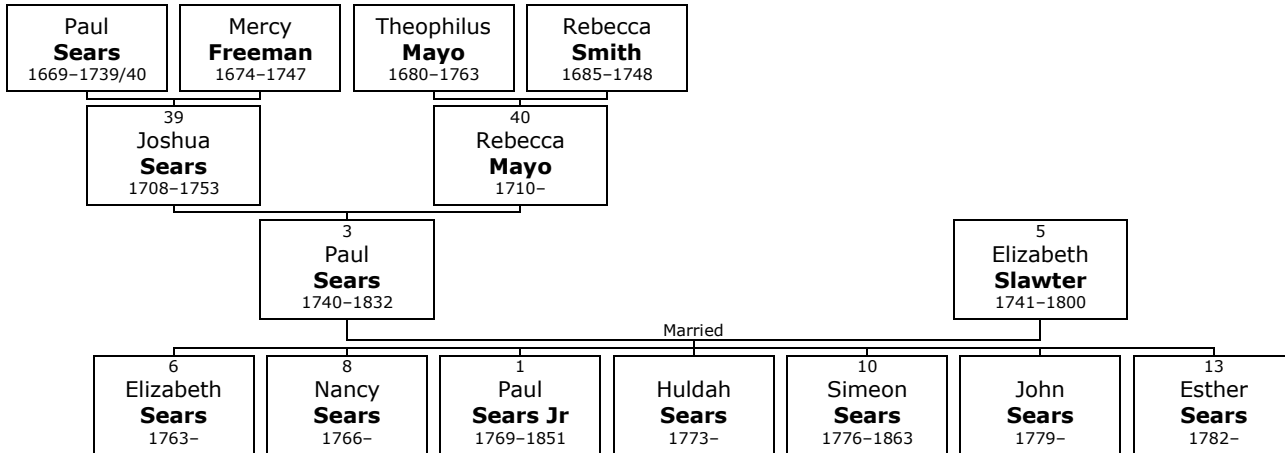 Paul
Sears
1669–1739/40
Mercy
Freeman
1674–1747
Theophilus
Mayo
1680–1763
Rebecca
Smith
1685–1748
39
Joshua
Sears
1708–1753
40
Rebecca
Mayo
1710–
3
Paul
Sears
1740–1832
5
Elizabeth
Slawter
1741–1800
Married
6
Elizabeth
Sears
1763–
8
Nancy
Sears
1766–
1
Paul
Sears Jr
1769–1851
Huldah
Sears
1773–
10
Simeon
Sears
1776–1863
John
Sears
1779–
13
Esther
Sears
1782–